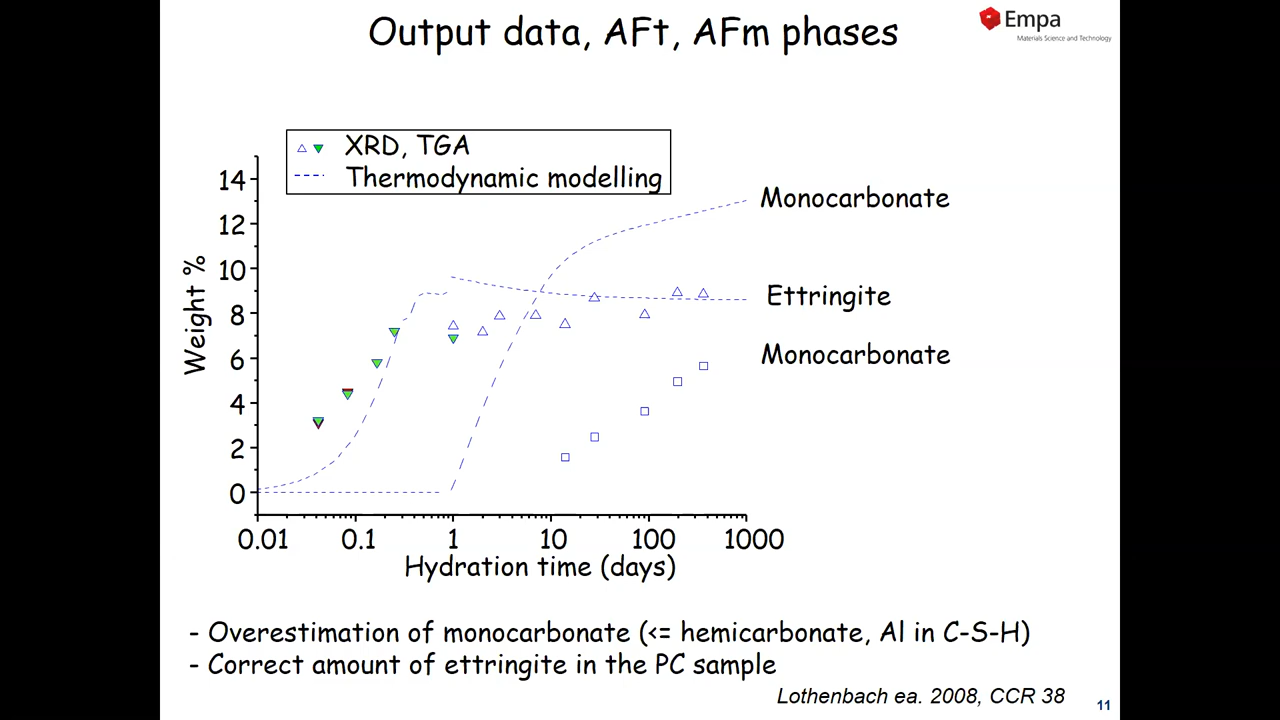 Output data, AFt, AFm phases
Empa
Materials Science and Technology
XRD, TGA
Thermodynamic modelling
14
12
10
8
6
4
2
0
Weight %
Monocarbonate
Ettringite
Monocarbonate
0.01 0.1 1 10 100 1000
Hydration time (days)
- Overestimation of monocarbonate (<= hemicarbonate, Al in C-S-H)
- Correct amount of ettringite in the PC sample
Lothenbach ea. 2008, CCR 38
11